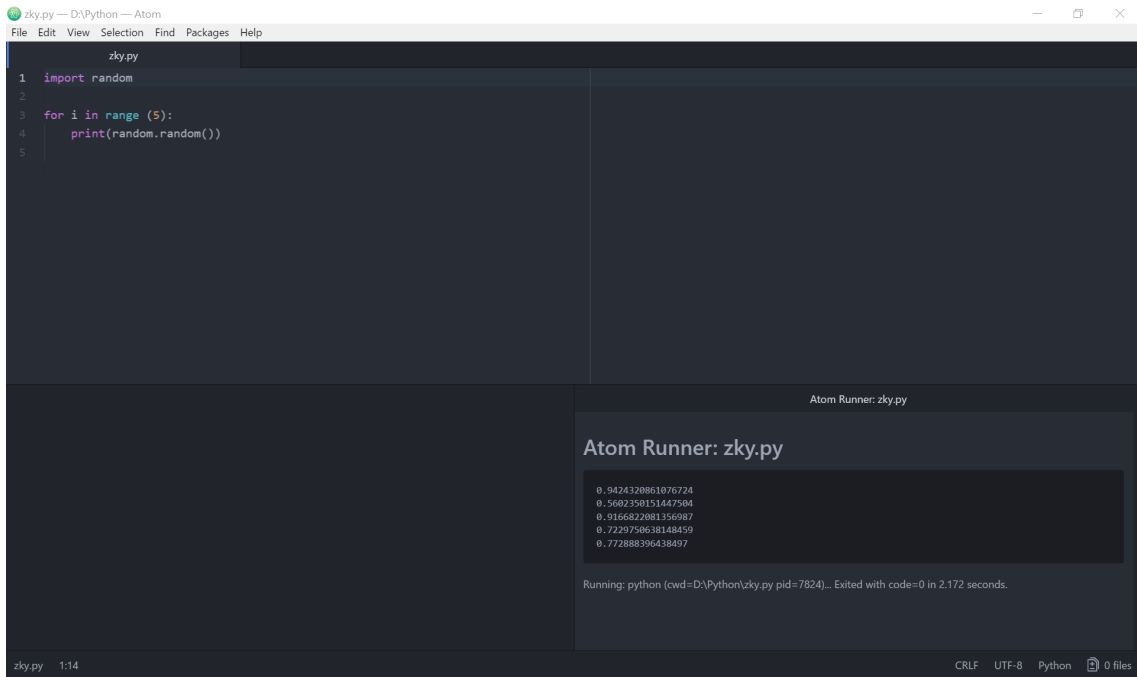 zky.py — D:\Python — Atom
File Edit View Selection Find Packages Help
zky.py
1 import random
2
3 for i in range (5):
4 print(random.random())
5
Atom Runner: zky.py
Atom Runner: zky.py
0.9424320861076724
0.5602350151447504
0.9166822081356987
0.7229750638148459
0.772888396438497
Running: python (cwd=D:\Python\zky.py pid=7824)... Exited with code=0 in 2.172 seconds.
zky.py 1:14 CRLF UTF-8 Python 0 files